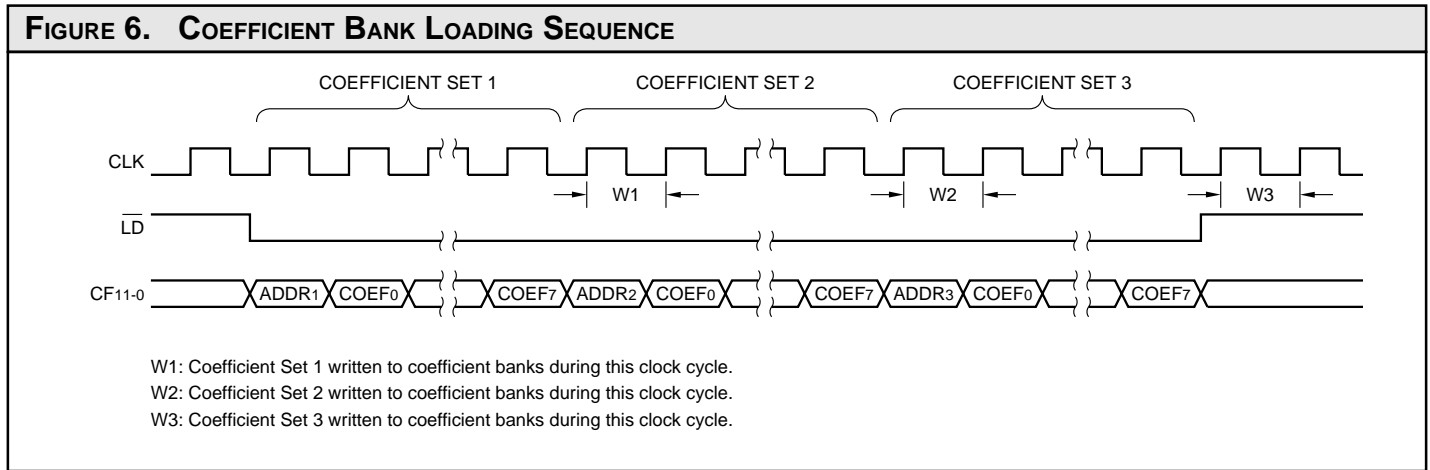 FIGURE 6. COEFFICIENT BANK LOADING SEQUENCE
COEFFICIENT SET 1 COEFFICIENT SET 2 COEFFICIENT SET 3
CLK
W1 W2 W3
LD
CF11-0 ADDR1 COEF0 COEF7 ADDR2 COEF0 COEF7 ADDR3 COEF0 COEF7
W1: Coefficient Set 1 written to coefficient banks during this clock cycle.
W2: Coefficient Set 2 written to coefficient banks during this clock cycle.
W3: Coefficient Set 3 written to coefficient banks during this clock cycle.